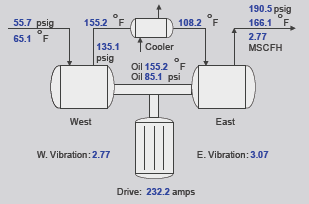 190.5 psig
55.7 psig 155.2 °F 108.2 °F 166.1 °F
65.1 °F 2.77
135.1 Cooler MSCFH
psig Oil 155.2 °F
Oil 85.1 psi
West East
W. Vibration: 2.77 E. Vibration: 3.07
Drive: 232.2 amps